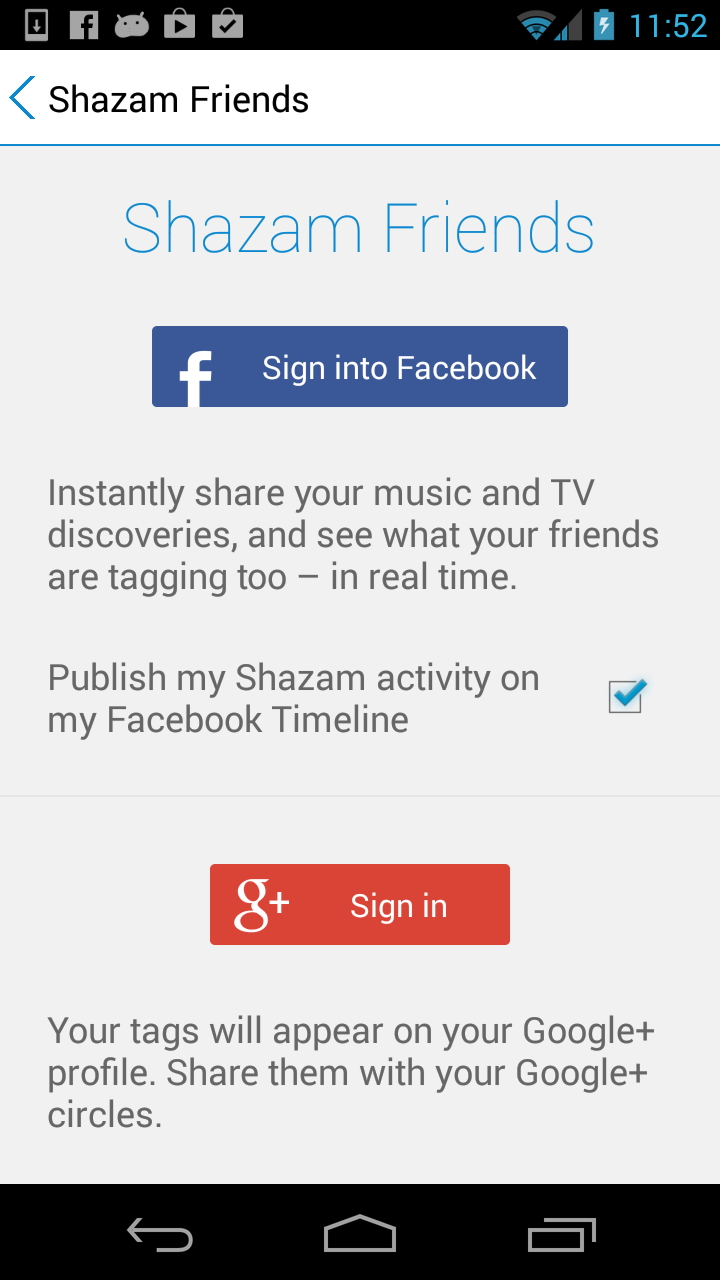 11:52
Shazam Friends
Shazam Friends
f Sign into Facebook
Instantly share your music and TV
discoveries, and see what your friends
are tagging too – in real time.
Publish my Shazam activity on
my Facebook Timeline
g+ Sign in
Your tags will appear on your Google+
profile. Share them with your Google+
circles.